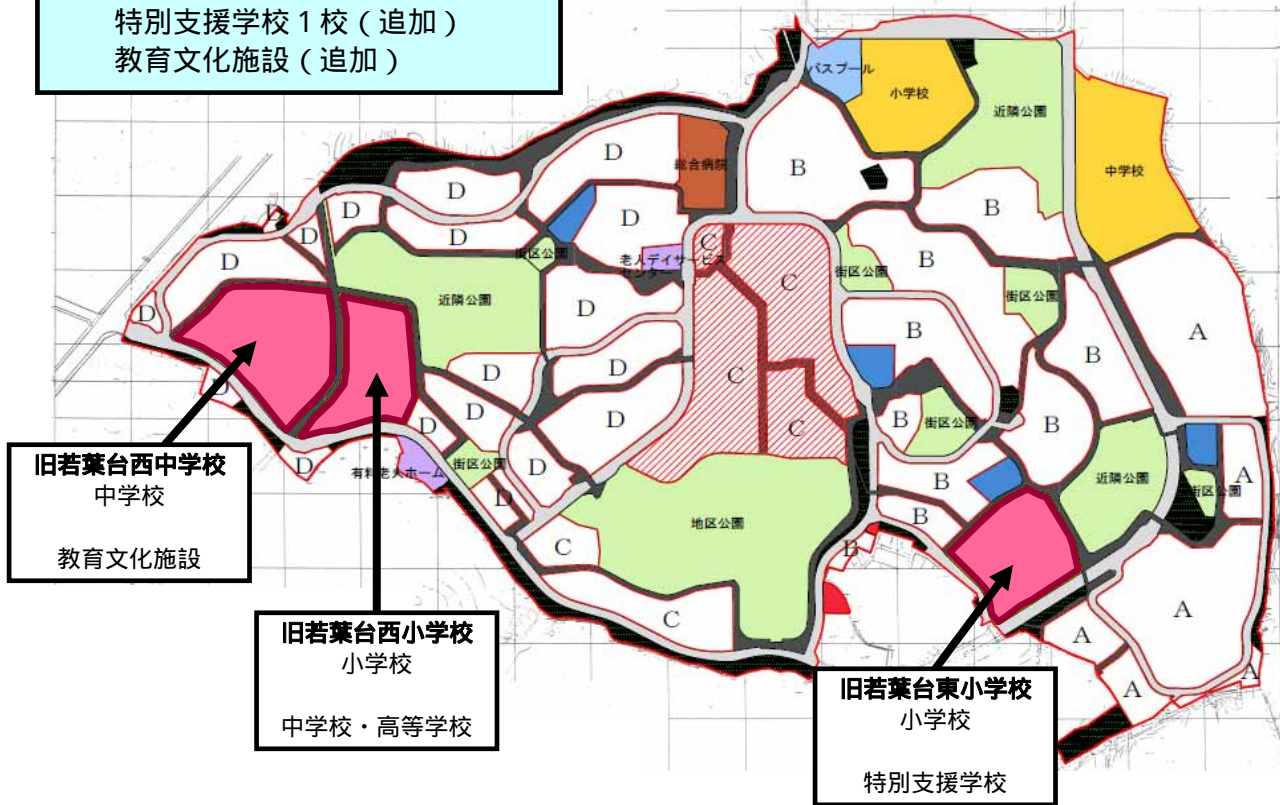 特別支援学校１校（追加）
教育文化施設（追加）
バスプール
小学校
近隣公園
中学校
総合病院
D
B
D
D
D
B
D
D
D
D
街区公園
老人デイサービス
センター
C
C
街区公園
B
D
近隣公園
街区公園
D
D
B
B
A
D
D
C
D
D
D
D
C
B
街区公園
B
旧若葉台西中学校
中学校
教育文化施設
D
有料老人ホーム
街区公園
D
D
B
近隣公園
街区公園
A
地区公園
B
C
B
旧若葉台西小学校
小学校
中学校・高等学校
C
A
A
A
A
旧若葉台東小学校
小学校
特別支援学校